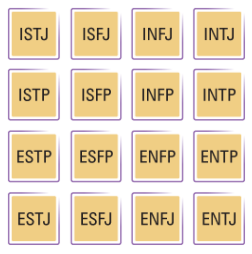 ISTJ ISFJ INFJ INTJ
ISTP ISFP INFP INTP
ESTP ESFP ENFP ENTP
ESTJ ESFJ ENFJ ENTJ